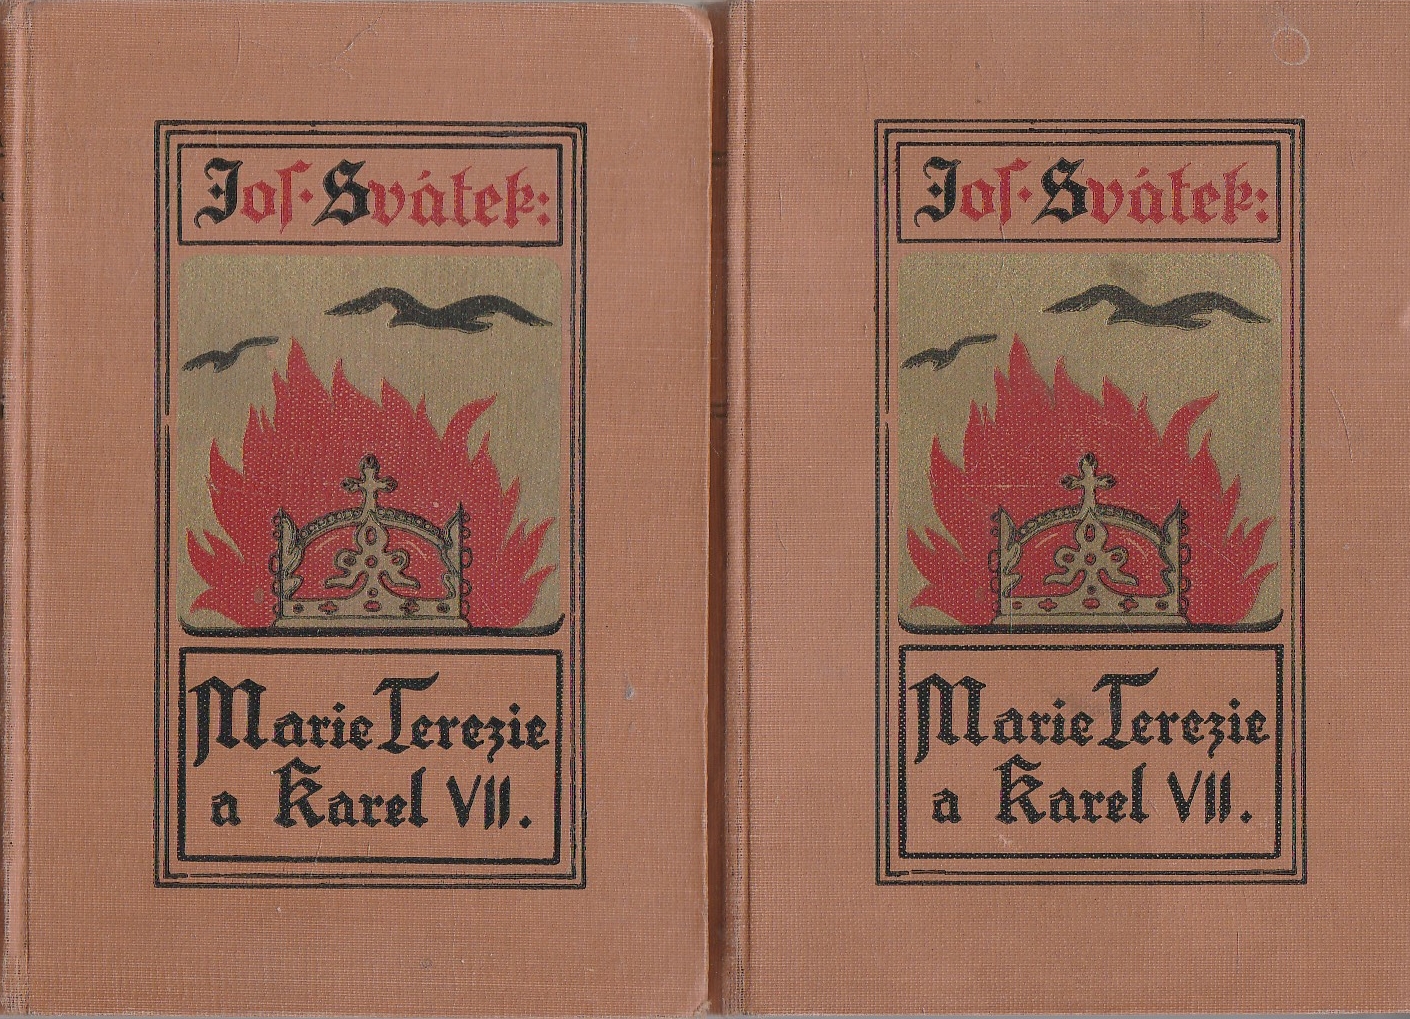 Jos. Svátek:
Marie Terezie
a Karel VII.
Jos. Svátek:
Marie Terezie
a Karel VII.